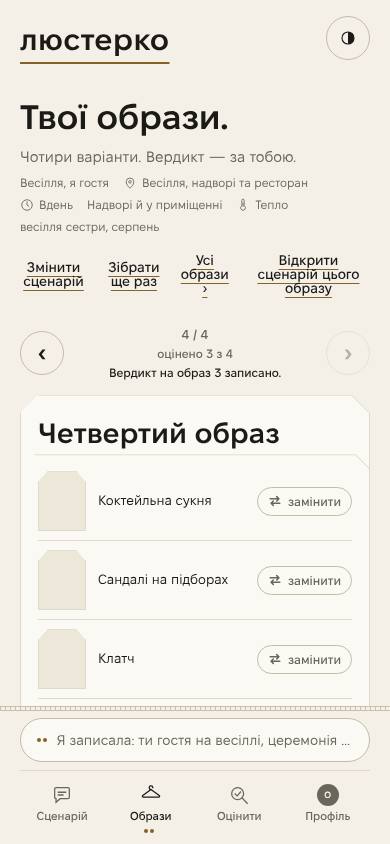 люстерко
Твої образи.
Чотири варіанти. Вердикт — за тобою.
Весілля, я гостя Весілля, надворі та ресторан
Вдень Надворі й у приміщенні Тепло
весілля сестри, серпень
Змінити
сценарій
Зібрати
ще раз
Усі
образи
›
Відкрити
сценарій цього
образу
‹
4 / 4
оцінено 3 з 4
Вердикт на образ 3 записано.
›
Четвертий образ
Коктейльна сукня
замінити
Сандалі на підборах
замінити
Клатч
замінити
Я записала: ти гостя на весіллі, церемонія ...
Сценарій
Образи
Оцінити
О
Профіль